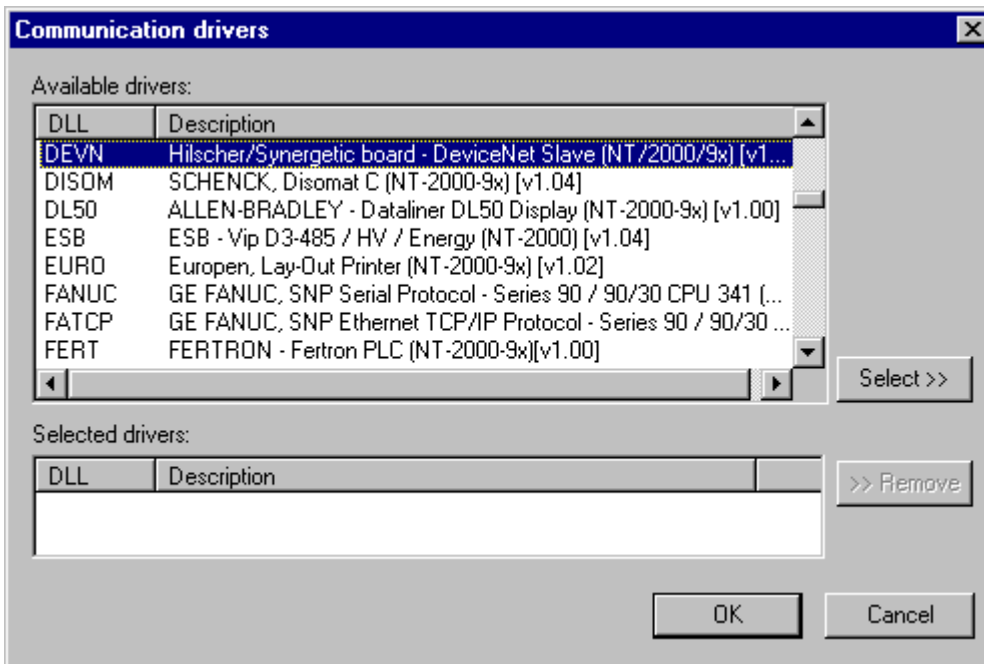 Communication drivers
Available drivers:
DLL Description
DEVN Hilscher/Synergetic board - DeviceNet Slave (NT/2000/9x) [v1...
DISOM SCHENCK, Disomat C (NT-2000-9x) [v1.04]
DL50 ALLEN-BRADLEY - Dataliner DL50 Display (NT-2000-9x) [v1.00]
ESB ESB - Vip D3-485 / HV / Energy (NT-2000) [v1.04]
EURO Europen, Lay-Out Printer (NT-2000-9x) [v1.02]
FANUC GE FANUC, SNP Serial Protocol - Series 90 / 90/30 CPU 341 (...
FATCP GE FANUC, SNP Ethernet TCP/IP Protocol - Series 90 / 90/30 ...
FERT FERTRON - Fertron PLC (NT-2000-9x)[v1.00]
Select >>
Selected drivers:
DLL Description
>> Remove
OK Cancel